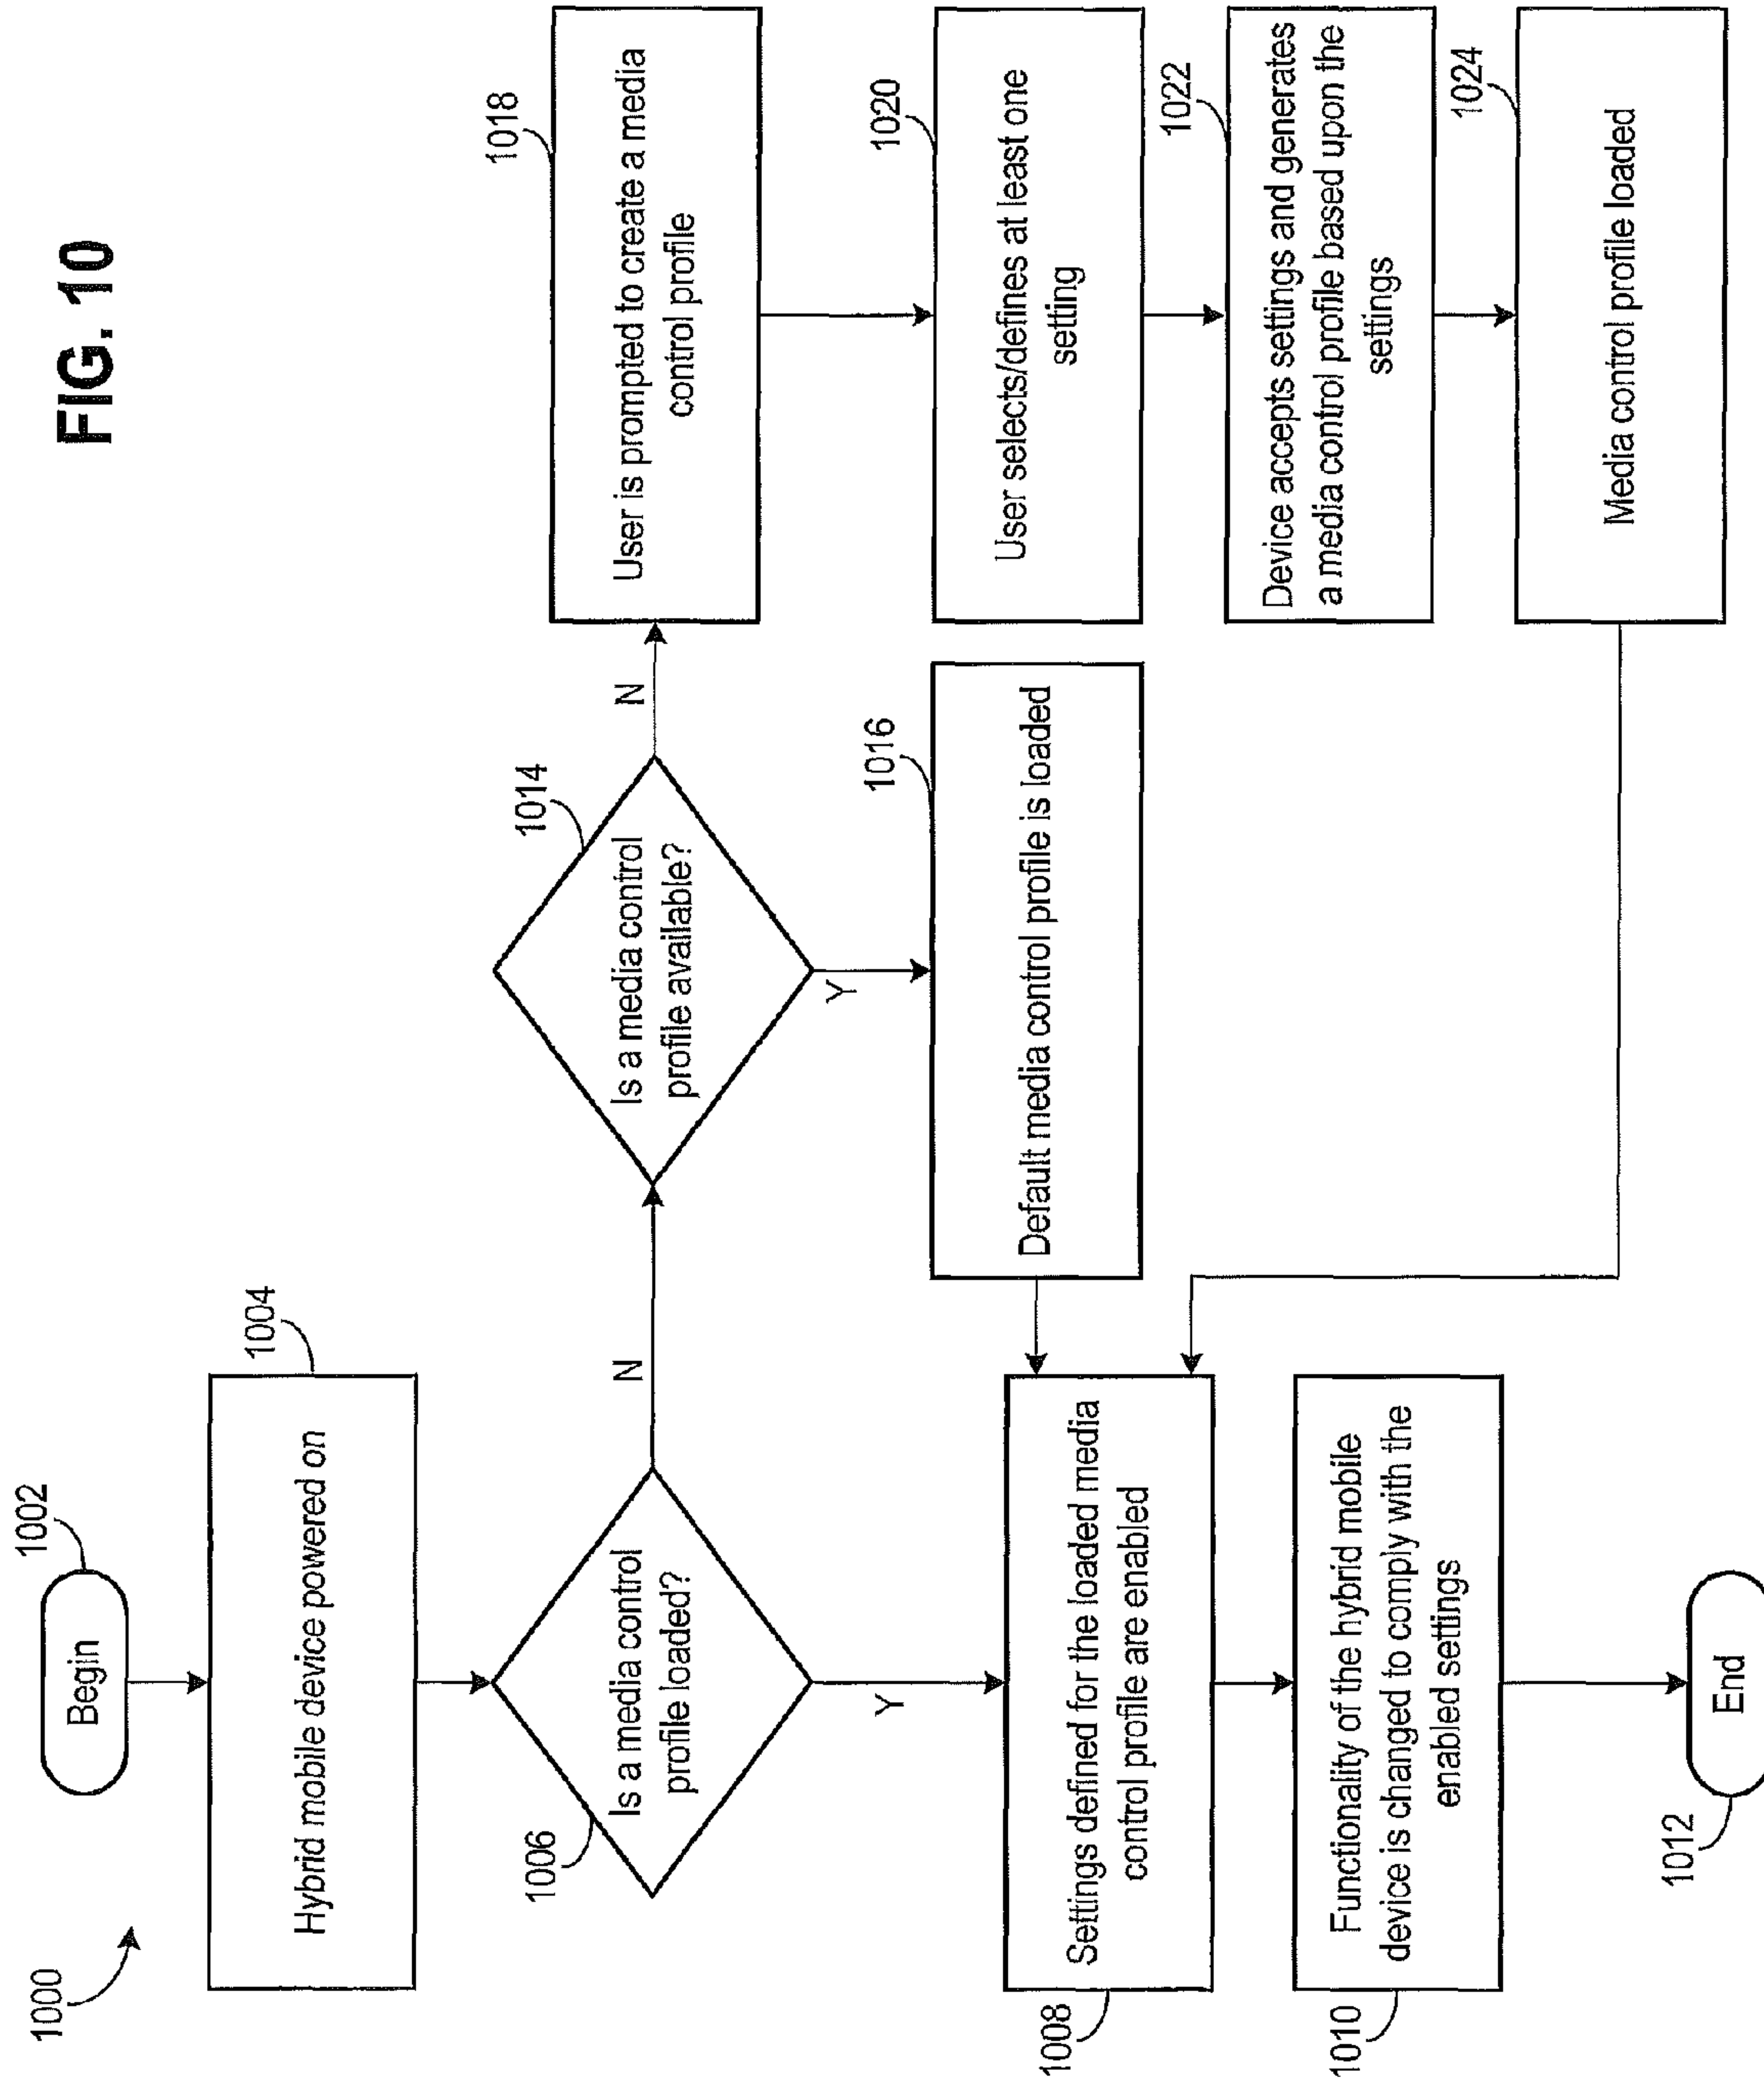 FIG. 10
1000
Begin
1002
Hybrid mobile device powered on
1004
Is a media control
profile loaded?
1006
N
Y
Is a media control
profile available?
1014
N
Y
User is prompted to create a media
control profile
1018
Default media control profile is loaded
1016
User selects/defines at least one
setting
1020
Device accepts settings and generates
a media control profile based upon the
settings
1022
Media control profile loaded
1024
Settings defined for the loaded media
control profile are enabled
1008
Functionality of the hybrid mobile
device is changed to comply with the
enabled settings
1010
End
1012